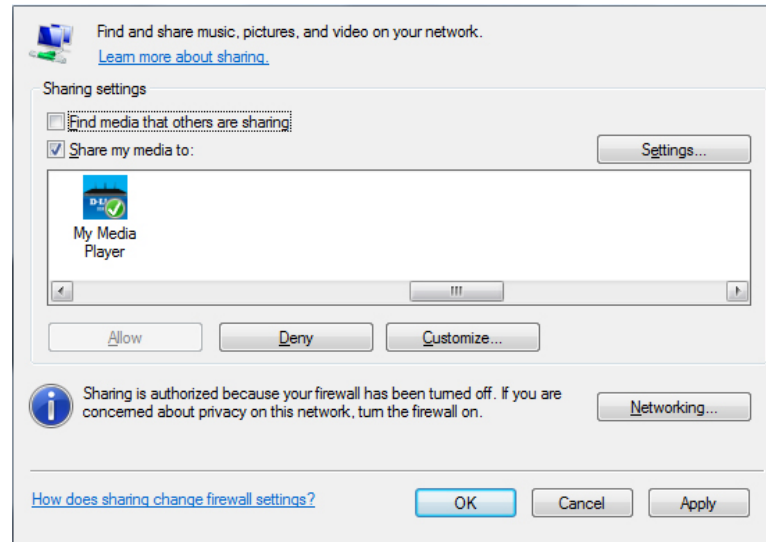 Find and share music, pictures, and video on your network.
Learn more about sharing.
Sharing settings
Find media that others are sharing
Share my media to:
Settings...
My Media
Player
Allow
Deny
Customize...
Sharing is authorized because your firewall has been turned off. If you are
concerned about privacy on this network, turn the firewall on.
Networking...
How does sharing change firewall settings?
OK
Cancel
Apply